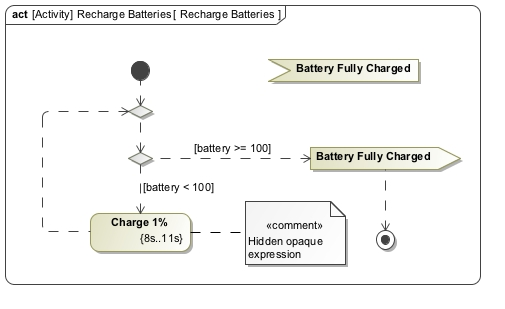 act [Activity] Recharge Batteries[ Recharge Batteries ]
Battery Fully Charged
[battery >= 100]
Battery Fully Charged
[battery < 100]
Charge 1%
{8s..11s}
«comment»
Hidden opaque
expression